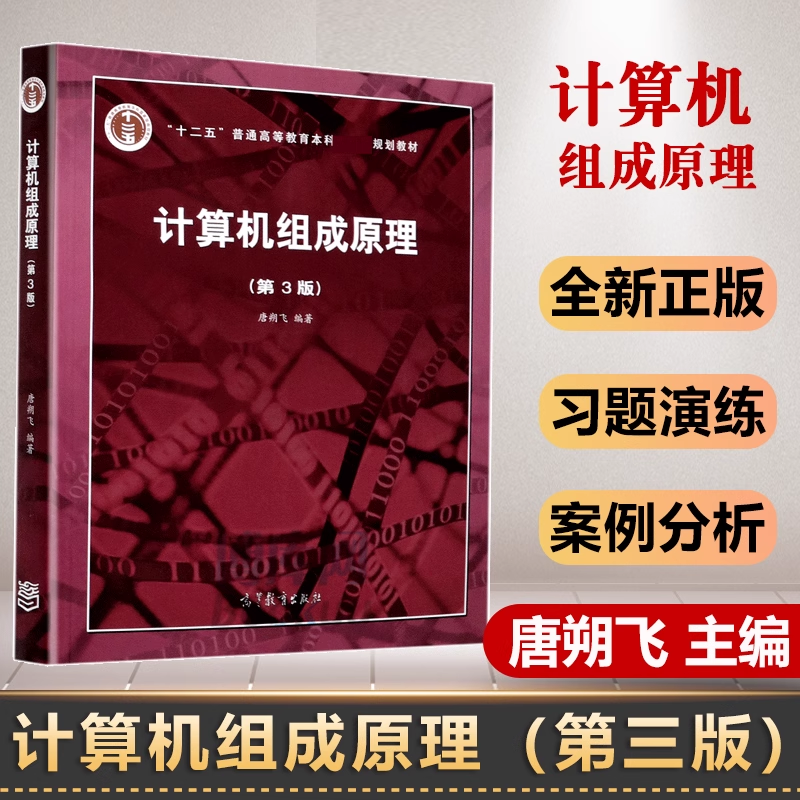 计算机
组成原理
"十二五"普通高等教育本科 规划教材
计算机组成原理
(第3版)
唐朔飞 编著
高等教育出版社
计算机组成原理(第3版)
唐朔飞 编著
十二五
全新正版
习题演练
案例分析
唐朔飞 主编
计算机组成原理（第三版）